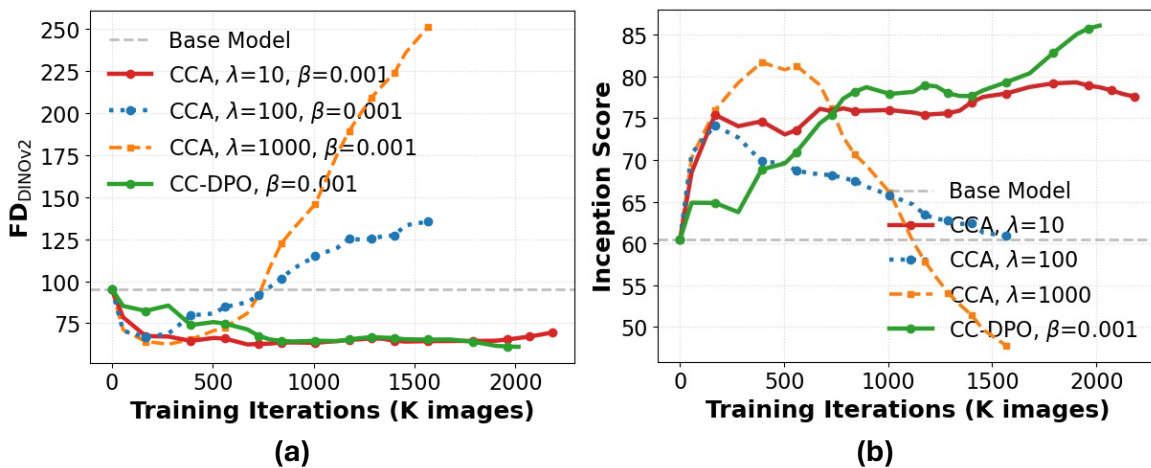 250
225
200
175
150
125
100
75
FD_DINOv2
Base Model
CCA, λ=10, β=0.001
CCA, λ=100, β=0.001
CCA, λ=1000, β=0.001
CC-DPO, β=0.001
0 500 1000 1500 2000
Training Iterations (K images)
(a)
85
80
75
70
65
60
55
50
Inception Score
Base Model
CCA, λ=10
CCA, λ=100
CCA, λ=1000
CC-DPO, β=0.001
0 500 1000 1500 2000
Training Iterations (K images)
(b)